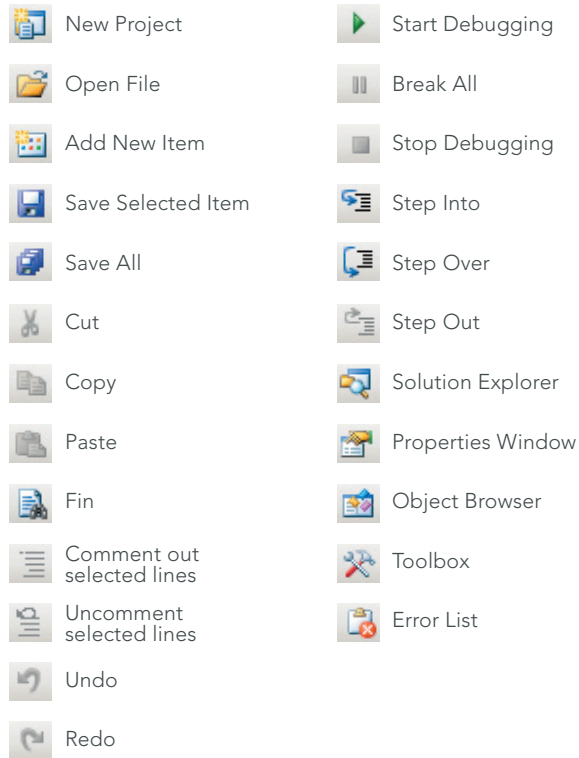 New Project
Open File
Add New Item
Save Selected Item
Save All
Cut
Copy
Paste
Fin
Comment out
selected lines
Uncomment
selected lines
Undo
Redo
Start Debugging
Break All
Stop Debugging
Step Into
Step Over
Step Out
Solution Explorer
Properties Window
Object Browser
Toolbox
Error List